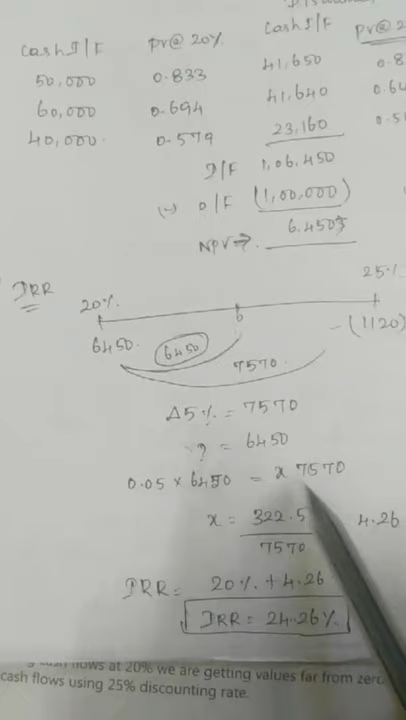 Cash I/F
Cash I/F PV@ 20% PV@ 2
50,000 0.833 41,650 0.8
60,000 0.694 41,640 0.64
40,000 0.579 23,160 0.5
I/F 1,06,450
(-) O/F (1,00,000)
NPV⇒ 6,450
IRR
20% 0 25%
6450 6450 -(1120)
7570
Δ5% = 7570
? = 6450
0.05 × 6450 = x 7570
x = 322.5 4.26
7570
IRR = 20% + 4.26
IRR = 24.26%
flows at 20% we are getting values far from zero.
cash flows using 25% discounting rate.